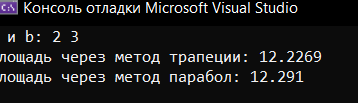 Консоль отладки Microsoft Visual Studio
и b: 2 3
лощадь через метод трапеции: 12.2269
лощадь через метод парабол: 12.291